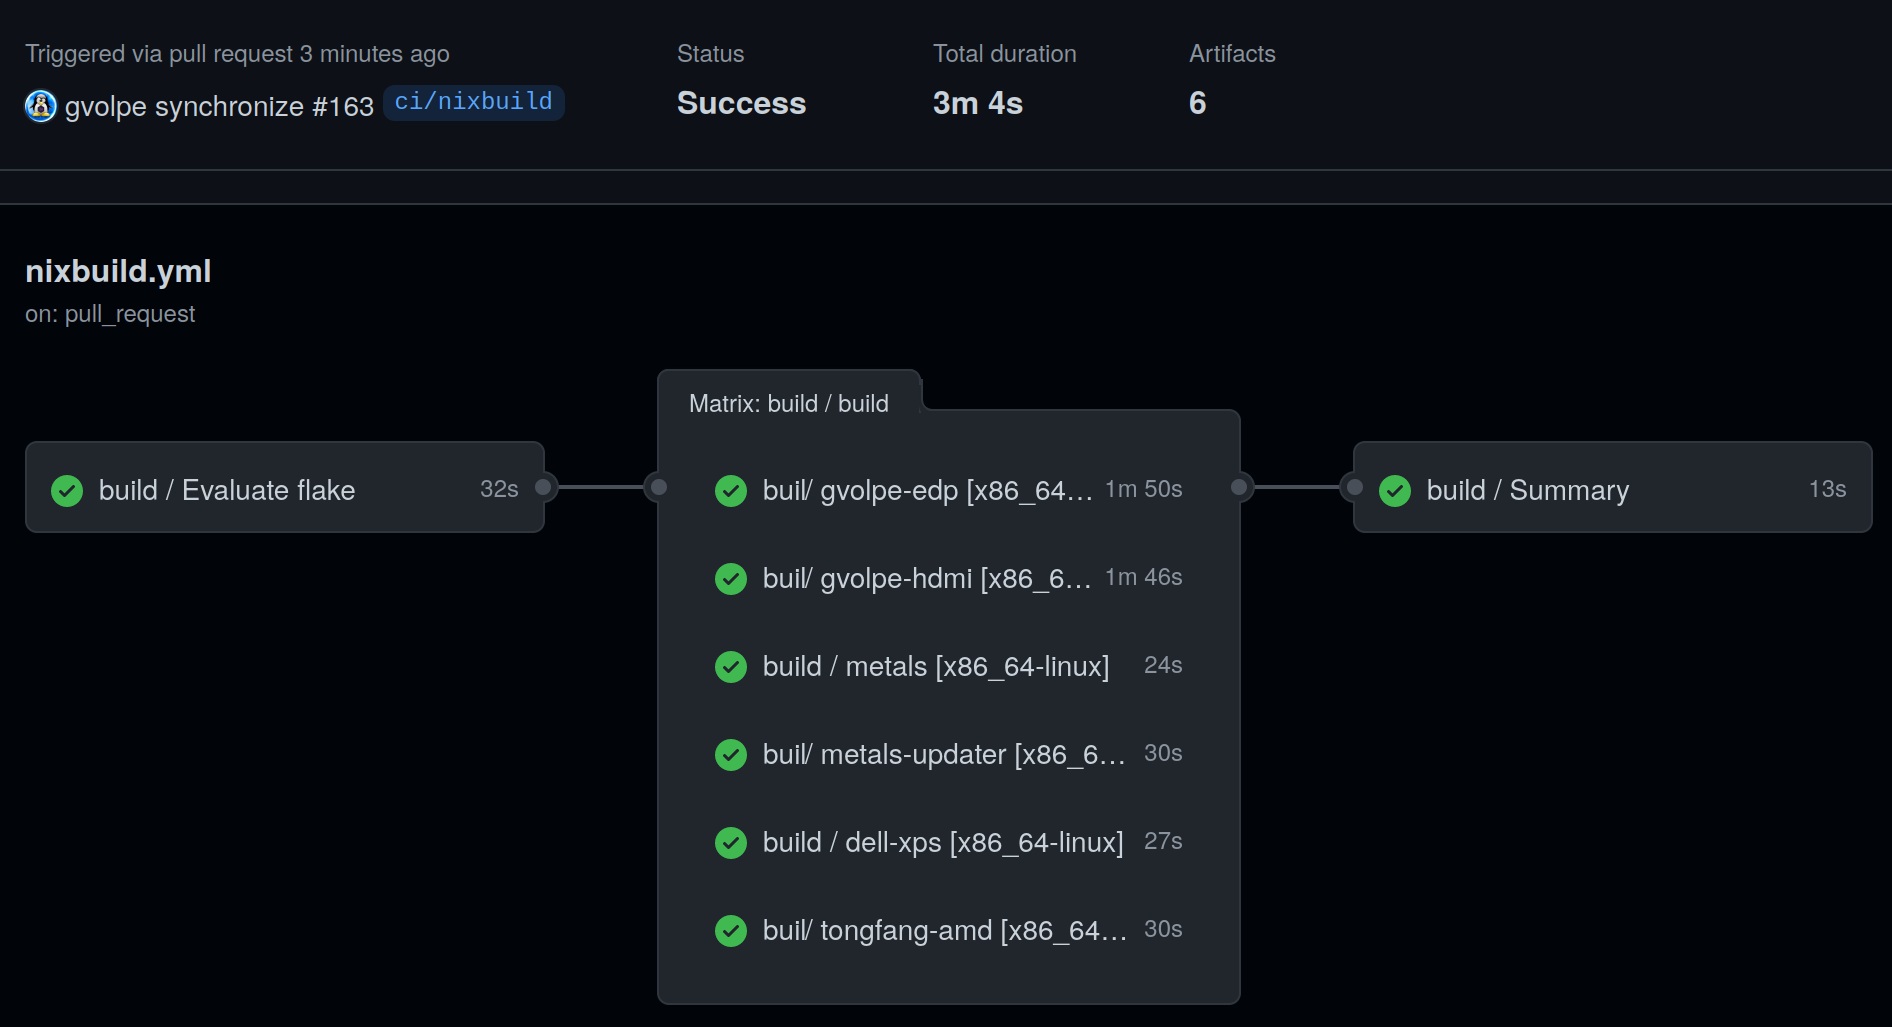 Triggered via pull request 3 minutes ago
gvolpe synchronize #163 ci/nixbuild
Status
Success
Total duration
3m 4s
Artifacts
6
nixbuild.yml
on: pull_request
build / Evaluate flake 32s
Matrix: build / build
buil/ gvolpe-edp [x86_64… 1m 50s
buil/ gvolpe-hdmi [x86_6… 1m 46s
build / metals [x86_64-linux] 24s
buil/ metals-updater [x86_6… 30s
build / dell-xps [x86_64-linux] 27s
buil/ tongfang-amd [x86_64… 30s
build / Summary 13s